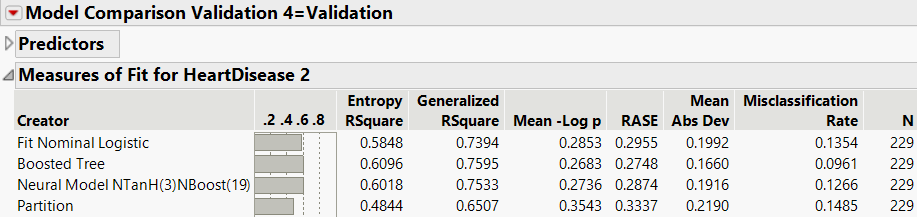 Model Comparison Validation 4=Validation
Predictors
Measures of Fit for HeartDisease 2
Entropy Generalized Mean Misclassification
Creator .2 .4 .6 .8 RSquare RSquare Mean -Log p RASE Abs Dev Rate N
Fit Nominal Logistic 0.5848 0.7394 0.2853 0.2955 0.1992 0.1354 229
Boosted Tree 0.6096 0.7595 0.2683 0.2748 0.1660 0.0961 229
Neural Model NTanH(3)NBoost(19) 0.6018 0.7533 0.2736 0.2874 0.1916 0.1266 229
Partition 0.4844 0.6507 0.3543 0.3337 0.2190 0.1485 229